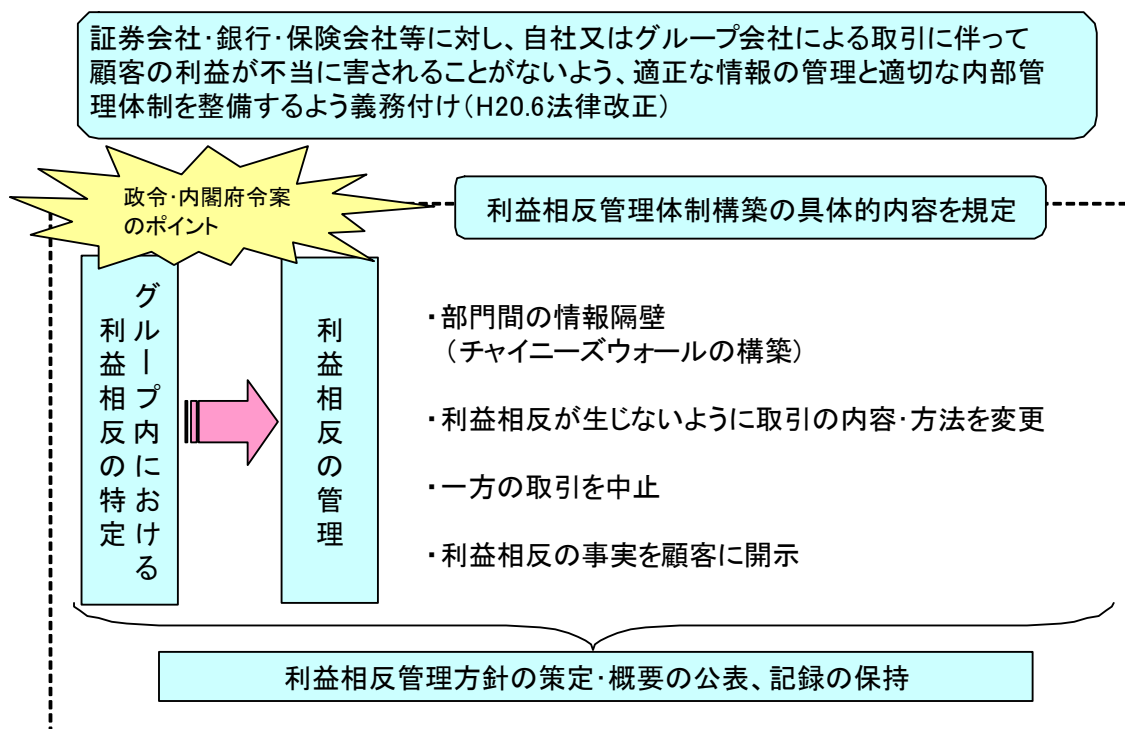 証券会社・銀行・保険会社等に対し、自社又はグループ会社による取引に伴って
顧客の利益が不当に害されることがないよう、適正な情報の管理と適切な内部管
理体制を整備するよう義務付け（H20.6法律改正）
政令・内閣府令案
のポイント
利益相反管理体制構築の具体的内容を規定
グループ内における
利益相反の特定
利益相反の管理
・部門間の情報隔壁
（チャイニーズウォールの構築）
・利益相反が生じないように取引の内容・方法を変更
・一方の取引を中止
・利益相反の事実を顧客に開示
利益相反管理方針の策定・概要の公表、記録の保持